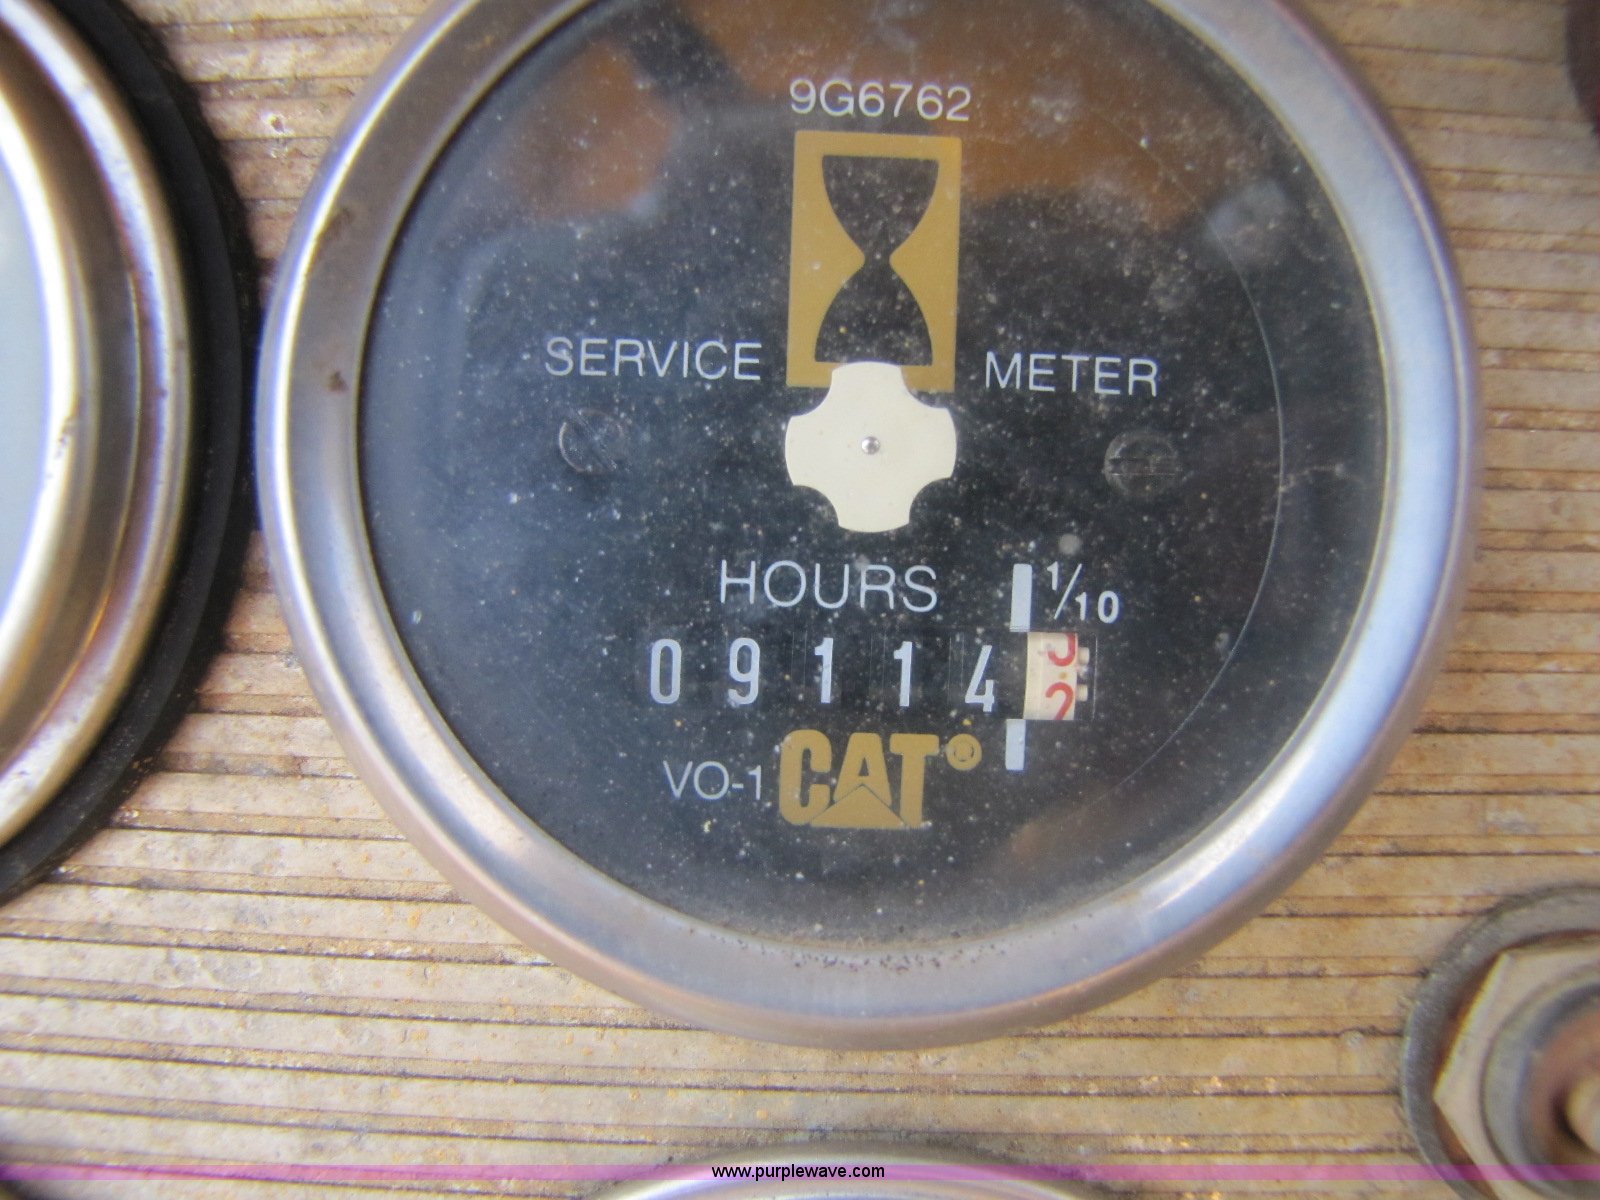 9G6762
SERVICE METER
HOURS 1/10
09114
VO-1 CAT®
www.purplewave.com